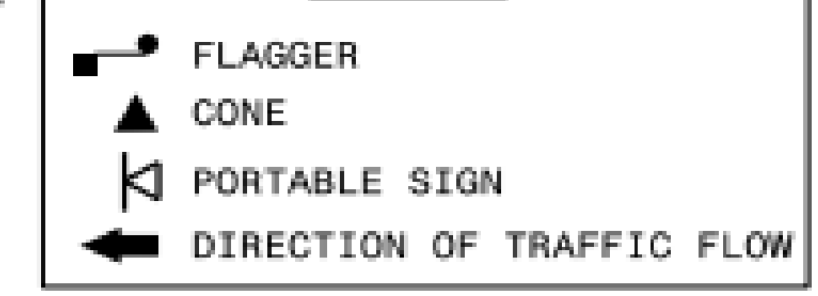 FLAGGER
CONE
PORTABLE SIGN
DIRECTION OF TRAFFIC FLOW